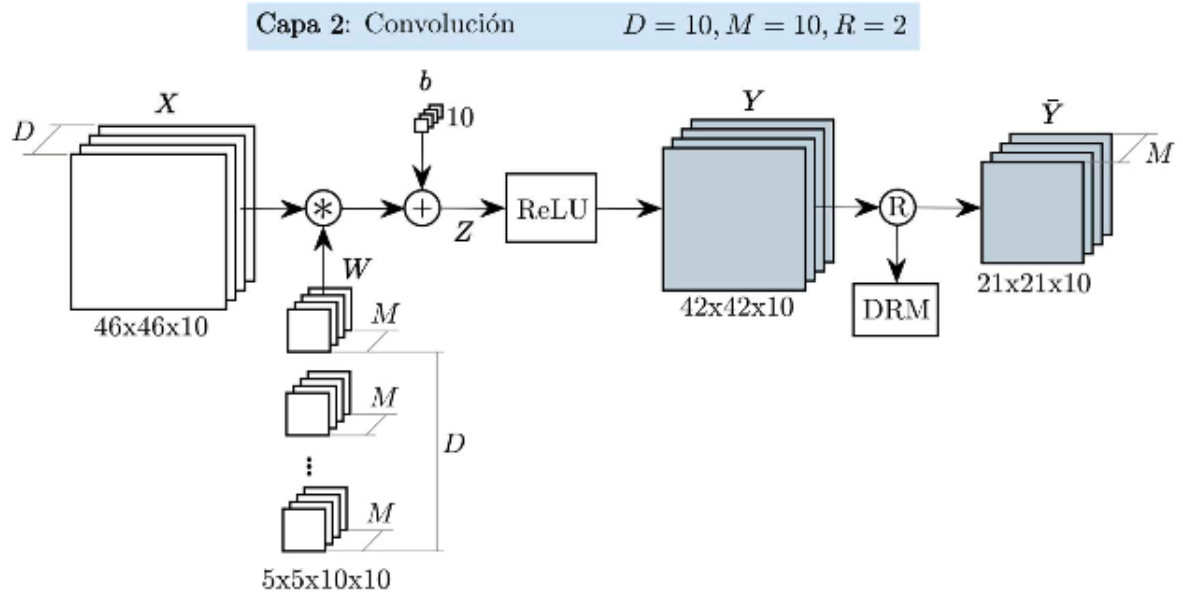 Capa 2: Convolución D = 10, M = 10, R = 2
b
X
10
Y
Ȳ
D
M
*
+
Z
ReLU
R
W
46x46x10
42x42x10
DRM
21x21x10
M
M
D
⋮
M
5x5x10x10